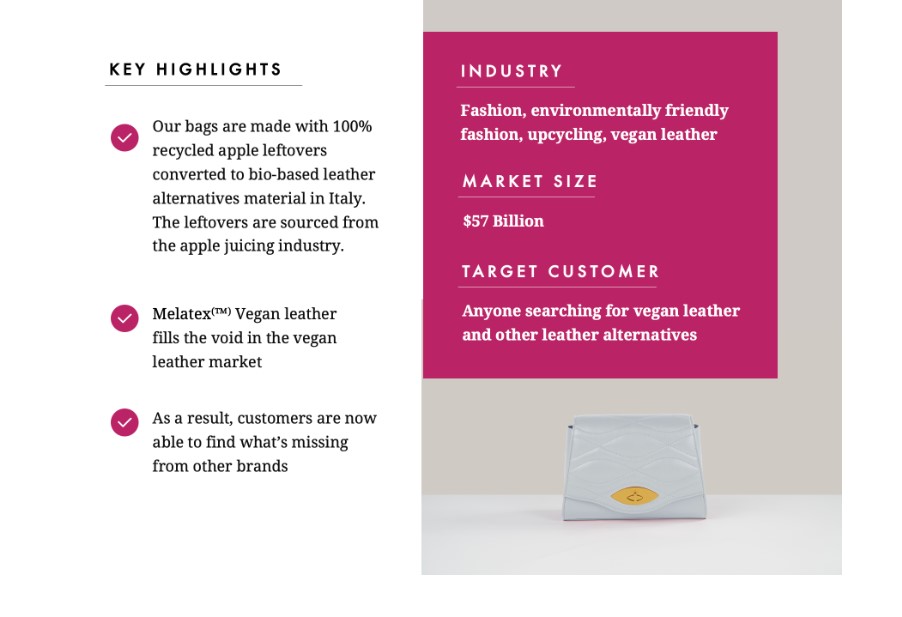 KEY HIGHLIGHTS
Our bags are made with 100%
recycled apple leftovers
converted to bio-based leather
alternatives material in Italy.
The leftovers are sourced from
the apple juicing industry.
Melatex(TM) Vegan leather
fills the void in the vegan
leather market
As a result, customers are now
able to find what's missing
from other brands
INDUSTRY
Fashion, environmentally friendly
fashion, upcycling, vegan leather
MARKET SIZE
$57 Billion
TARGET CUSTOMER
Anyone searching for vegan leather
and other leather alternatives